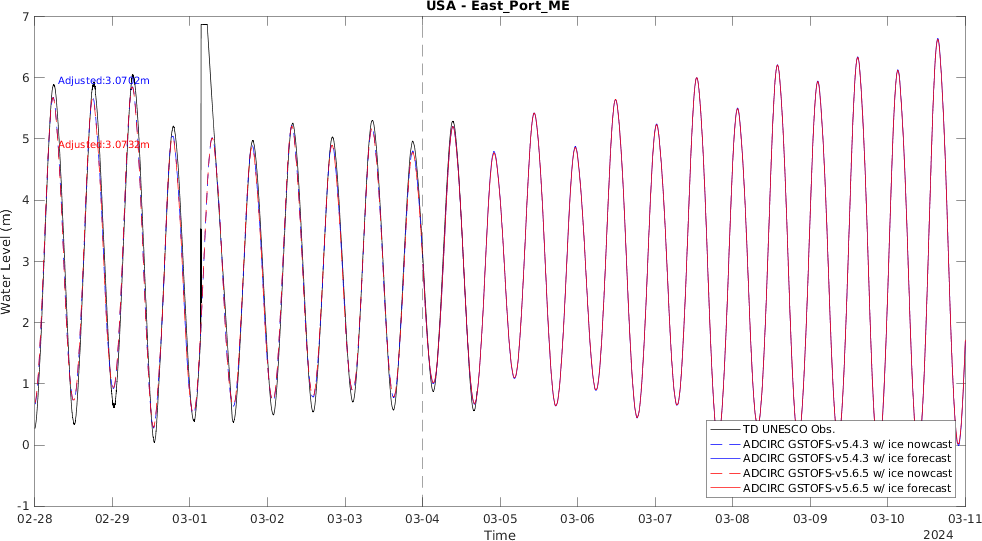 USA - East_Port_ME
7
6
5
4
3
2
1
0
-1
Water Level (m)
Adjusted:3.0702m
Adjusted:3.0732m
TD UNESCO Obs.
ADCIRC GSTOFS-v5.4.3 w/ ice nowcast
ADCIRC GSTOFS-v5.4.3 w/ ice forecast
ADCIRC GSTOFS-v5.6.5 w/ ice nowcast
ADCIRC GSTOFS-v5.6.5 w/ ice forecast
02-28 02-29 03-01 03-02 03-03 03-04 03-05 03-06 03-07 03-08 03-09 03-10 03-11
Time
2024